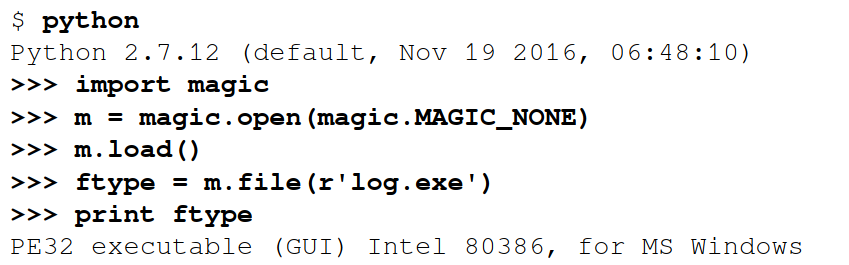 $ python
Python 2.7.12 (default, Nov 19 2016, 06:48:10)
>>> import magic
>>> m = magic.open(magic.MAGIC_NONE)
>>> m.load()
>>> ftype = m.file(r'log.exe')
>>> print ftype
PE32 executable (GUI) Intel 80386, for MS Windows